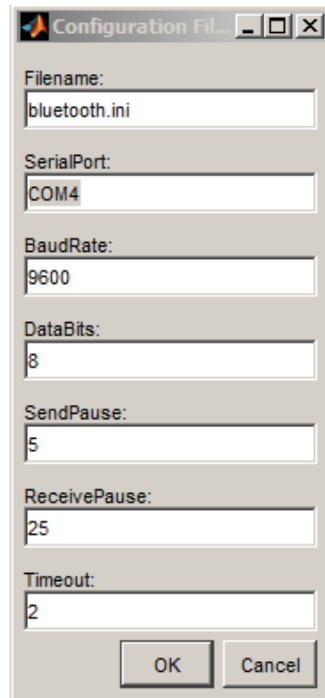 Configuration Fil...
Filename:
bluetooth.ini
SerialPort:
COM4
BaudRate:
9600
DataBits:
8
SendPause:
5
ReceivePause:
25
Timeout:
2
OK Cancel